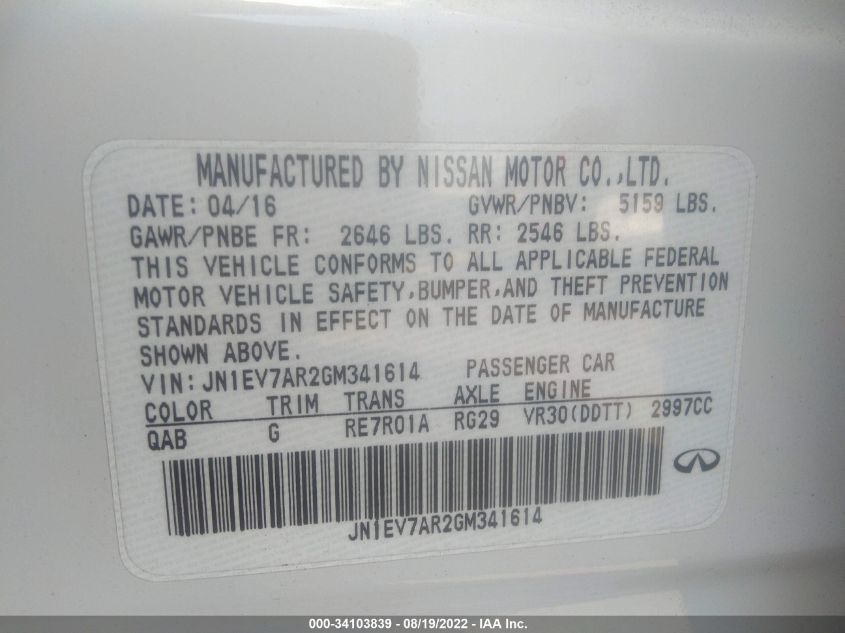 MANUFACTURED BY NISSAN MOTOR CO.,LTD.
DATE: 04/16 GVWR/PNBV: 5159 LBS.
GAWR/PNBE FR: 2646 LBS. RR: 2546 LBS.
THIS VEHICLE CONFORMS TO ALL APPLICABLE FEDERAL
MOTOR VEHICLE SAFETY,BUMPER,AND THEFT PREVENTION
STANDARDS IN EFFECT ON THE DATE OF MANUFACTURE
SHOWN ABOVE.
VIN: JN1EV7AR2GM341614 PASSENGER CAR
COLOR TRIM TRANS AXLE ENGINE
QAB G RE7R01A RG29 VR30(DDTT) 2997CC
JN1EV7AR2GM341614
000-34103839 - 08/19/2022 - IAA Inc.